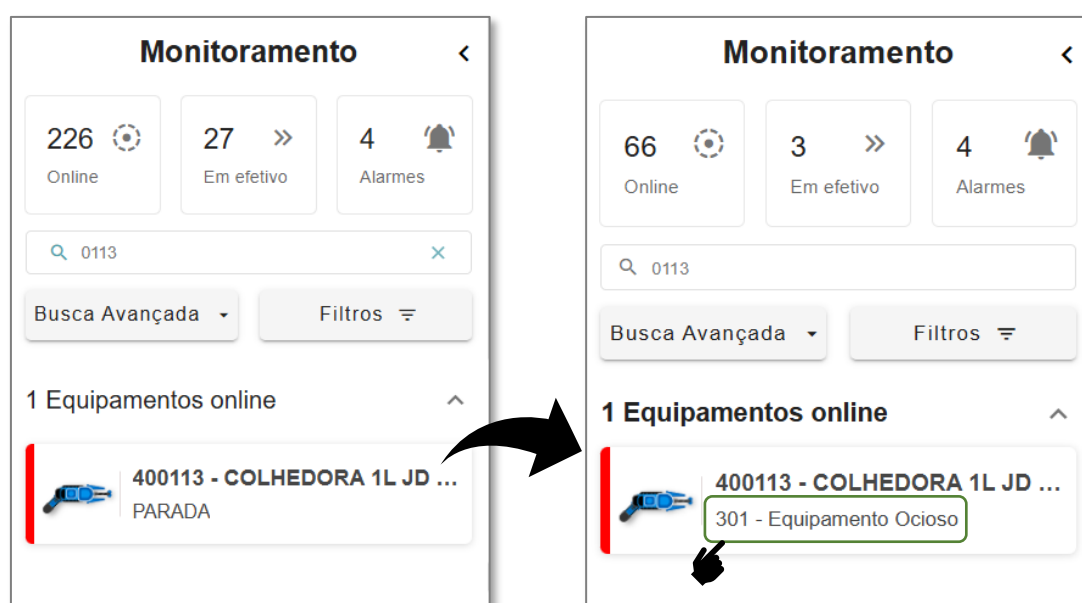 Monitoramento
226
Online
27
Em efetivo
4
Alarmes
0113
Busca Avançada
Filtros
1 Equipamentos online
400113 - COLHEDORA 1L JD ...
PARADA
Monitoramento
66
Online
3
Em efetivo
4
Alarmes
0113
Busca Avançada
Filtros
1 Equipamentos online
400113 - COLHEDORA 1L JD ...
301 - Equipamento Ocioso